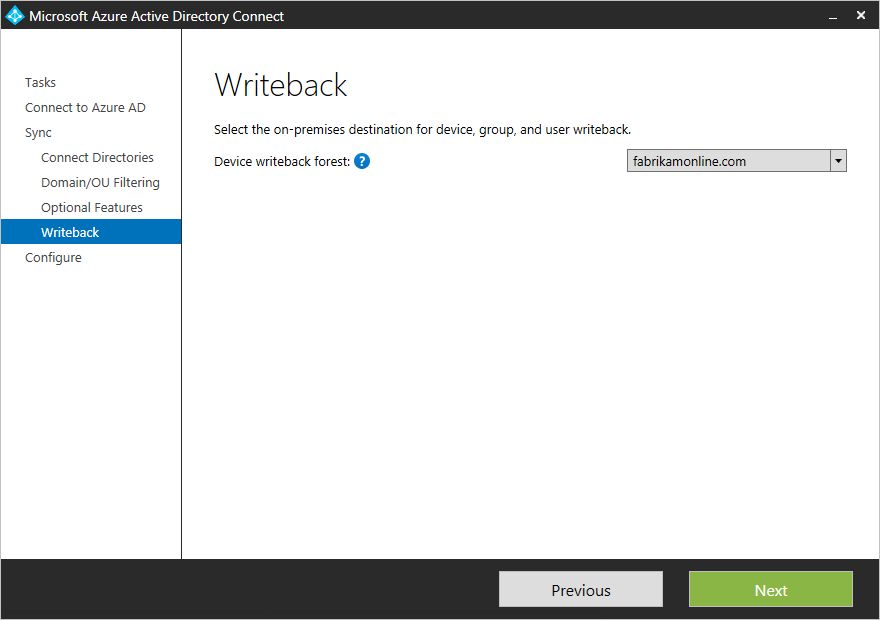 Microsoft Azure Active Directory Connect
Tasks
Connect to Azure AD
Sync
Connect Directories
Domain/OU Filtering
Optional Features
Writeback
Configure
Writeback
Select the on-premises destination for device, group, and user writeback.
Device writeback forest: ?
fabrikamonline.com
Previous
Next